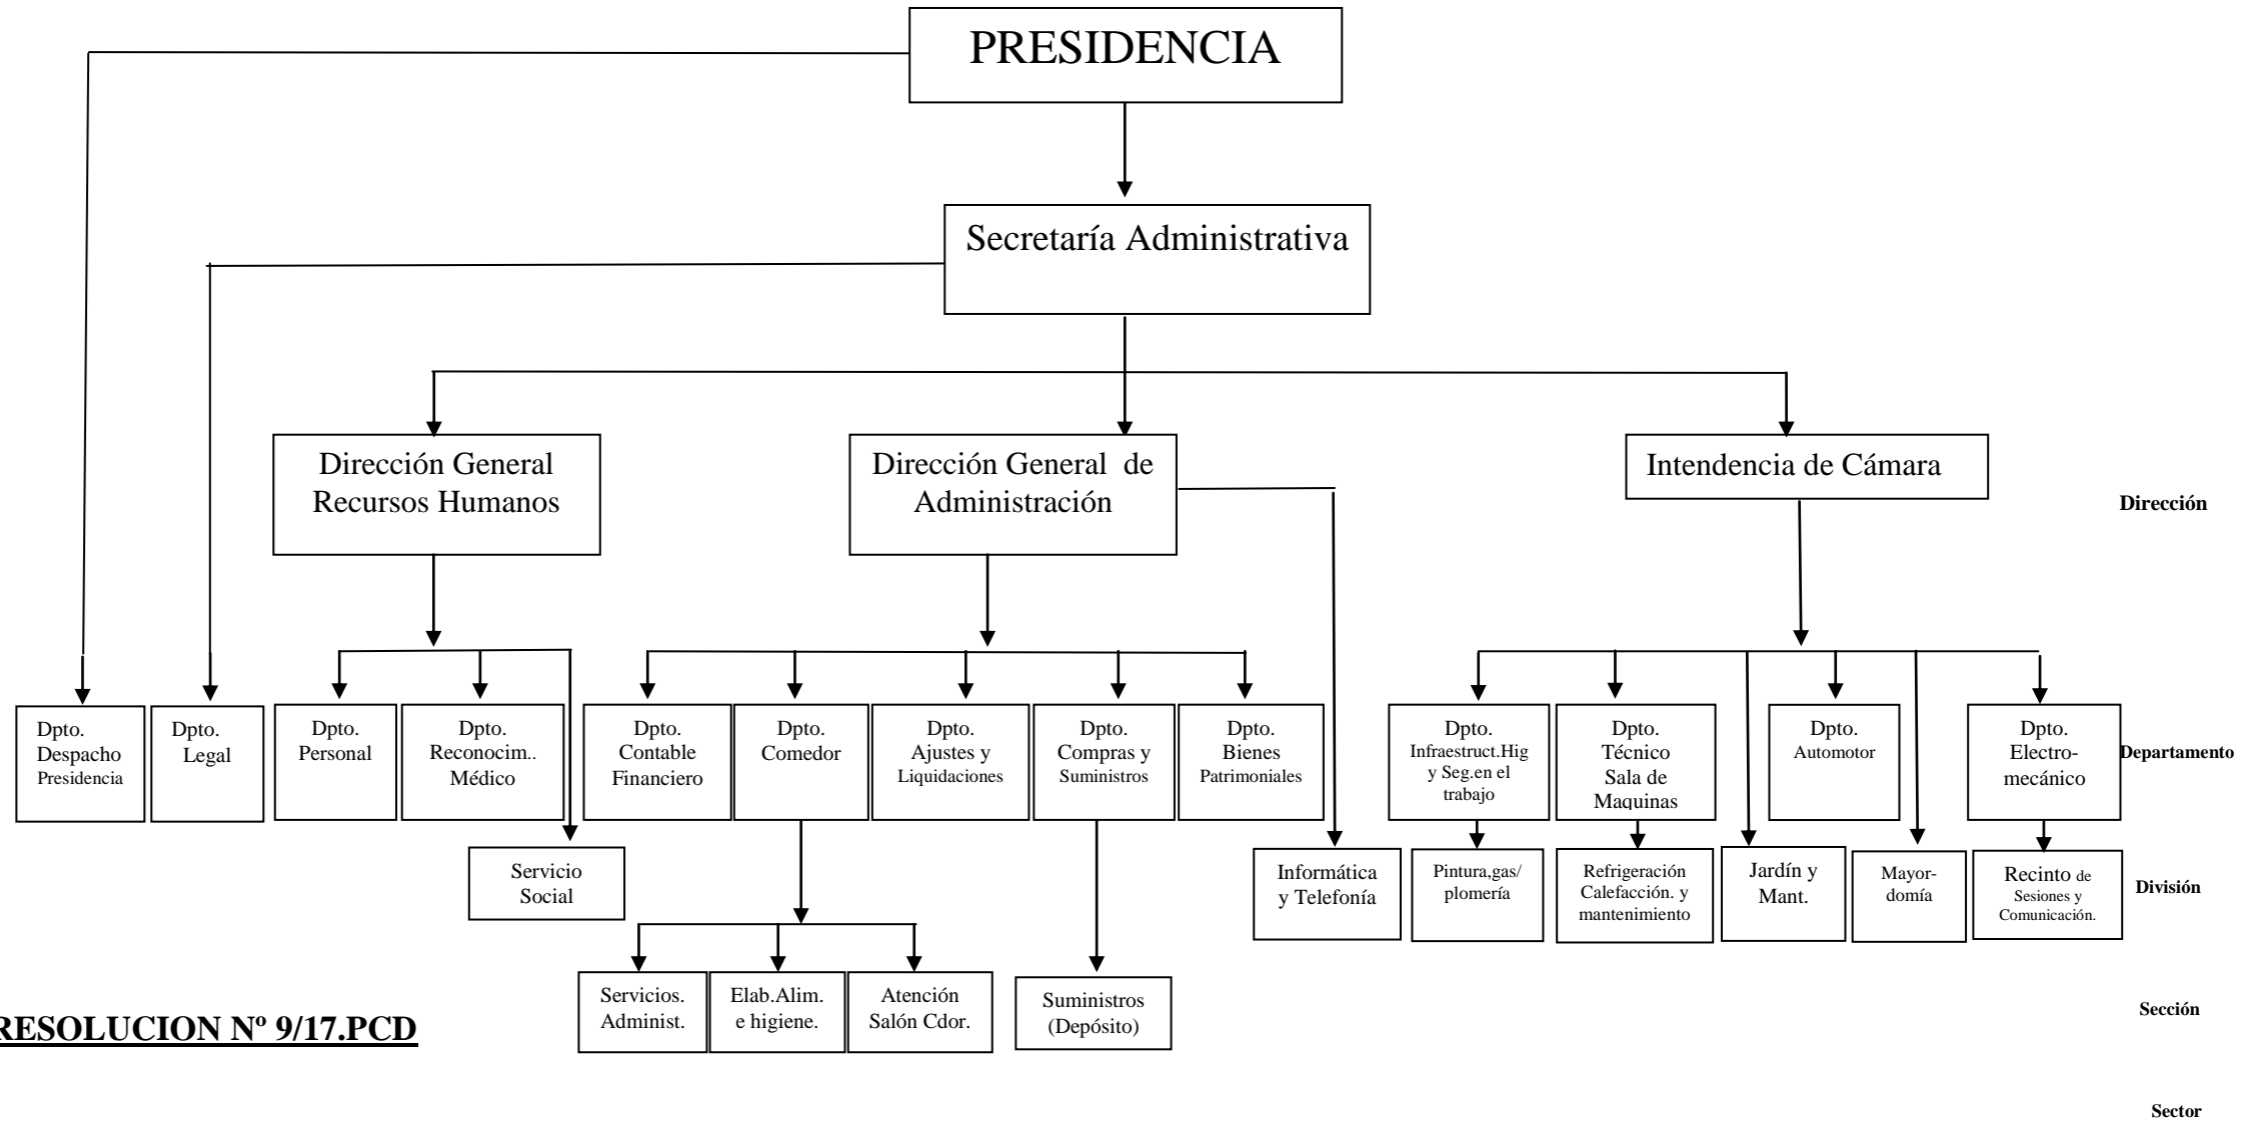 PRESIDENCIA
Secretaría Administrativa
Dirección General
Recursos Humanos
Dirección General de
Administración
Intendencia de Cámara
Dirección
Dpto.
Despacho
Presidencia
Dpto.
Legal
Dpto.
Personal
Dpto.
Reconocim..
Médico
Dpto.
Contable
Financiero
Dpto.
Comedor
Dpto.
Ajustes y
Liquidaciones
Dpto.
Compras y
Suministros
Dpto.
Bienes
Patrimoniales
Dpto.
Infraestruct.Hig
y Seg.en el
trabajo
Dpto.
Técnico
Sala de
Maquinas
Dpto.
Automotor
Dpto.
Electro-
mecánico
Departamento
Servicio
Social
Informática
y Telefonía
Pintura,gas/
plomería
Refrigeración
Calefacción. y
mantenimiento
Jardín y
Mant.
Mayor-
domía
Recinto de
Sesiones y
Comunicación.
División
Servicios.
Administ.
Elab.Alim.
e higiene.
Atención
Salón Cdor.
Suministros
(Depósito)
Sección
RESOLUCION Nº 9/17.PCD
Sector